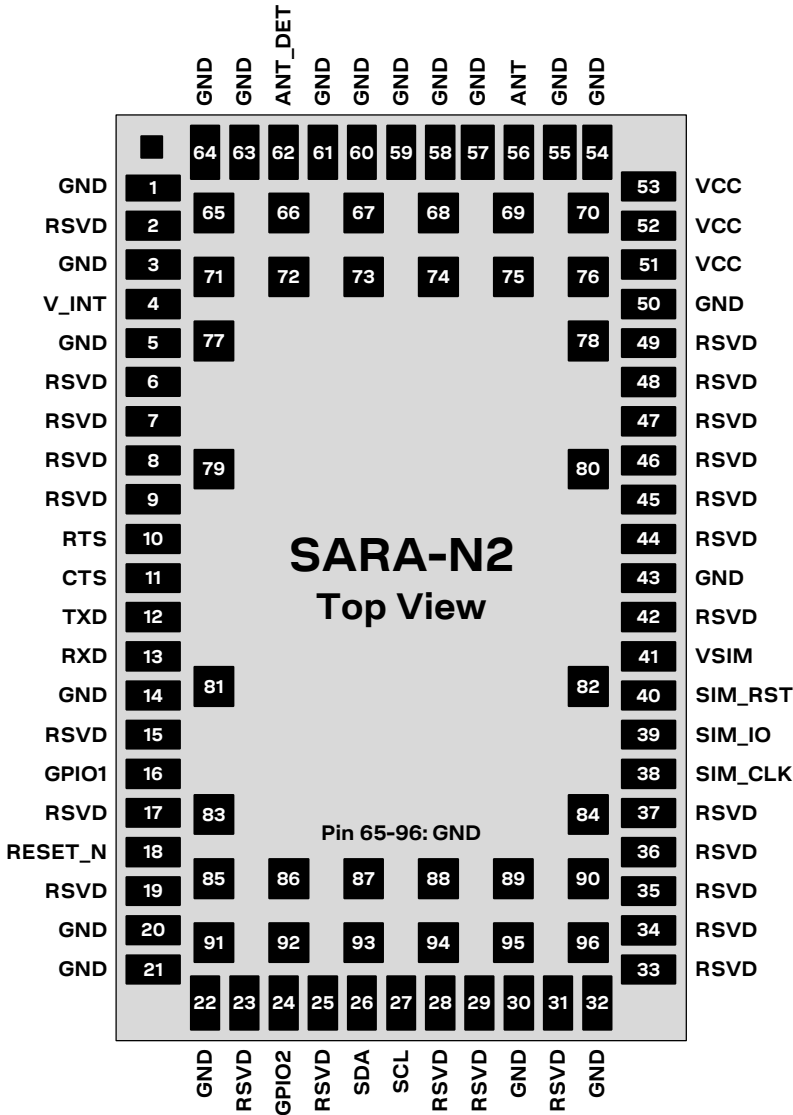 GND GND ANT_DET GND GND GND GND GND ANT GND GND
64 63 62 61 60 59 58 57 56 55 54
GND 1 53 VCC
65 66 67 68 69 70
RSVD 2 52 VCC
GND 3 51 VCC
71 72 73 74 75 76
V_INT 4 50 GND
GND 5 77 78 49 RSVD
RSVD 6 48 RSVD
RSVD 7 47 RSVD
RSVD 8 79 80 46 RSVD
RSVD 9 45 RSVD
RTS 10 44 RSVD
SARA-N2
CTS 11 43 GND
Top View
TXD 12 42 RSVD
RXD 13 41 VSIM
81 82
GND 14 40 SIM_RST
RSVD 15 39 SIM_IO
GPIO1 16 38 SIM_CLK
RSVD 17 83 84 37 RSVD
Pin 65-96: GND
RESET_N 18 36 RSVD
85 86 87 88 89 90
RSVD 19 35 RSVD
GND 20 34 RSVD
91 92 93 94 95 96
GND 21 33 RSVD
22 23 24 25 26 27 28 29 30 31 32
GND RSVD GPIO2 RSVD SDA SCL RSVD RSVD GND RSVD GND